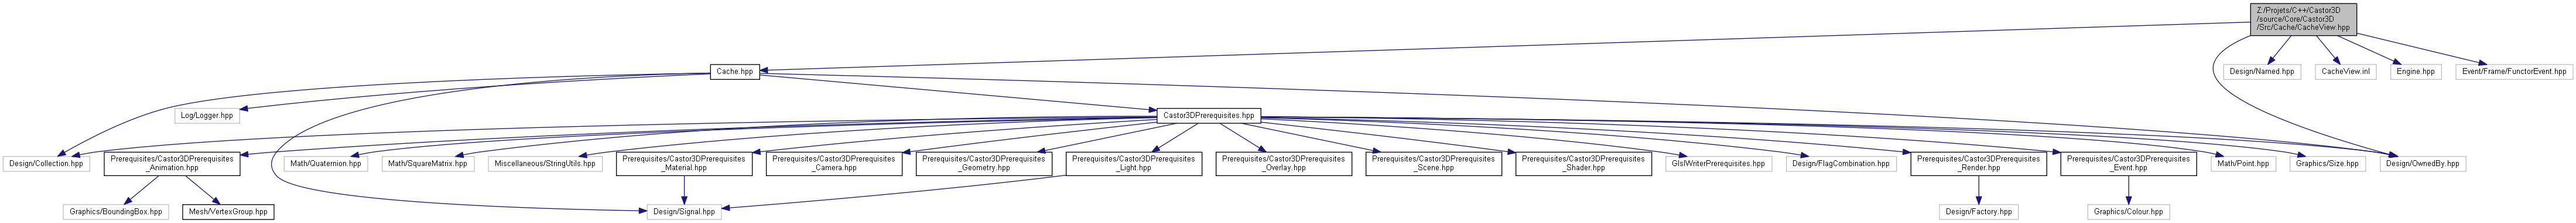 Z:/Projets/C++/Castor3D
/source/Core/Castor3D
/Src/Cache/CacheView.hpp
Cache.hpp
Design/Named.hpp
CacheView.inl
Engine.hpp
Event/Frame/FunctorEvent.hpp
Log/Logger.hpp
Castor3DPrerequisites.hpp
Design/Collection.hpp
Prerequisites/Castor3DPrerequisites
_Animation.hpp
Math/Quaternion.hpp
Math/SquareMatrix.hpp
Miscellaneous/StringUtils.hpp
Prerequisites/Castor3DPrerequisites
_Material.hpp
Prerequisites/Castor3DPrerequisites
_Camera.hpp
Prerequisites/Castor3DPrerequisites
_Geometry.hpp
Prerequisites/Castor3DPrerequisites
_Light.hpp
Prerequisites/Castor3DPrerequisites
_Overlay.hpp
Prerequisites/Castor3DPrerequisites
_Scene.hpp
Prerequisites/Castor3DPrerequisites
_Shader.hpp
GlslWriterPrerequisites.hpp
Design/FlagCombination.hpp
Prerequisites/Castor3DPrerequisites
_Render.hpp
Prerequisites/Castor3DPrerequisites
_Event.hpp
Math/Point.hpp
Graphics/Size.hpp
Design/OwnedBy.hpp
Graphics/BoundingBox.hpp
Mesh/VertexGroup.hpp
Design/Signal.hpp
Design/Factory.hpp
Graphics/Colour.hpp